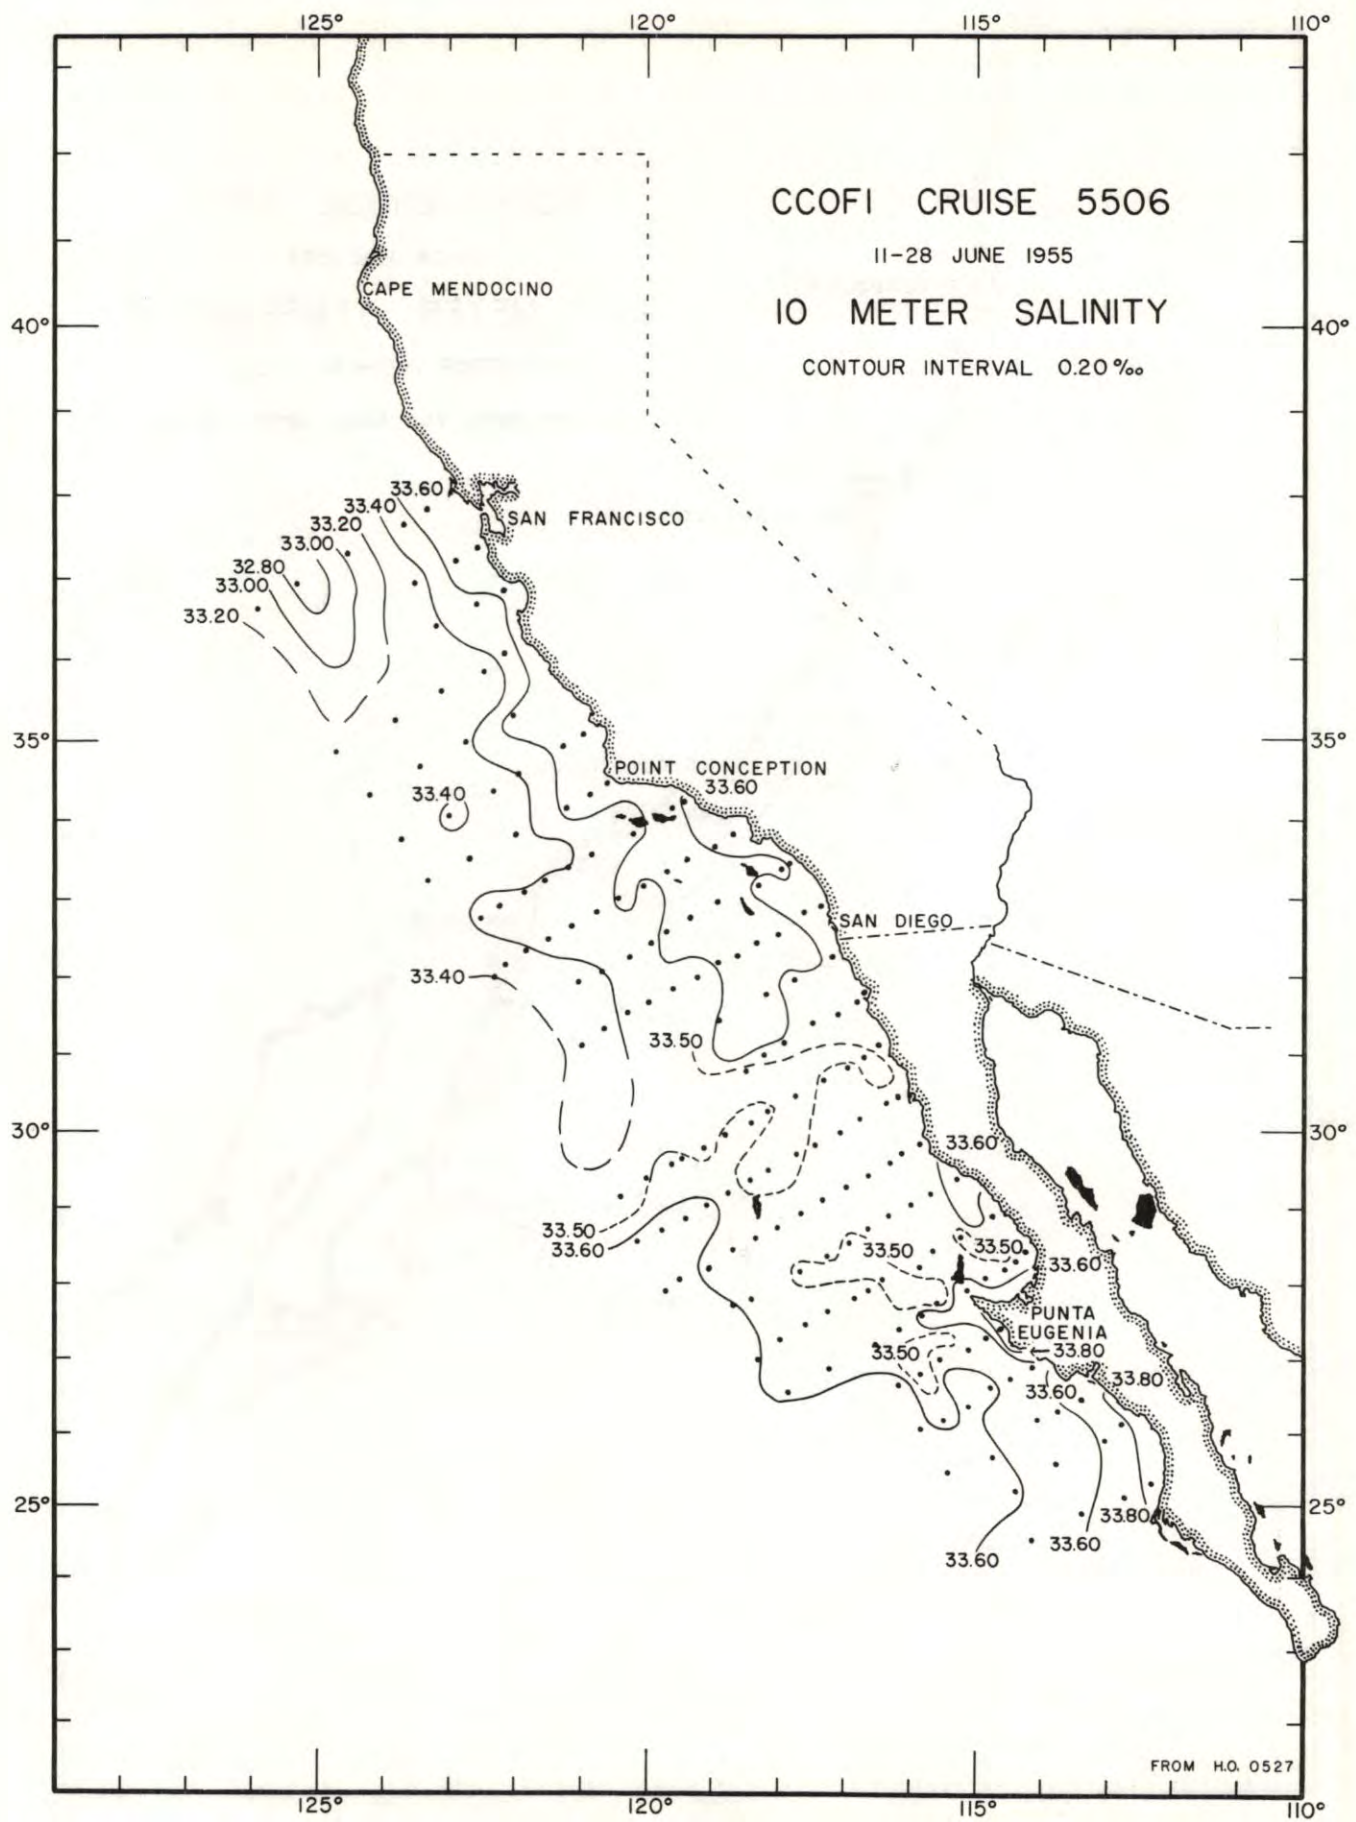 125° 120° 115° 110°
CCOFI CRUISE 5506
11-28 JUNE 1955
CAPE MENDOCINO
10 METER SALINITY
40° 40°
CONTOUR INTERVAL 0.20‰
33.60
33.40
33.20
SAN FRANCISCO
33.00
32.80
33.00
33.20
35° 35°
POINT CONCEPTION
33.60
33.40
SAN DIEGO
33.40
33.50
30° 30°
33.60
33.50
33.60
33.50
33.50
33.60
PUNTA
EUGENIA
33.50
33.80
33.80
33.60
25° 25°
33.80
33.60
33.60
FROM H.O. 0527
125° 120° 115° 110°